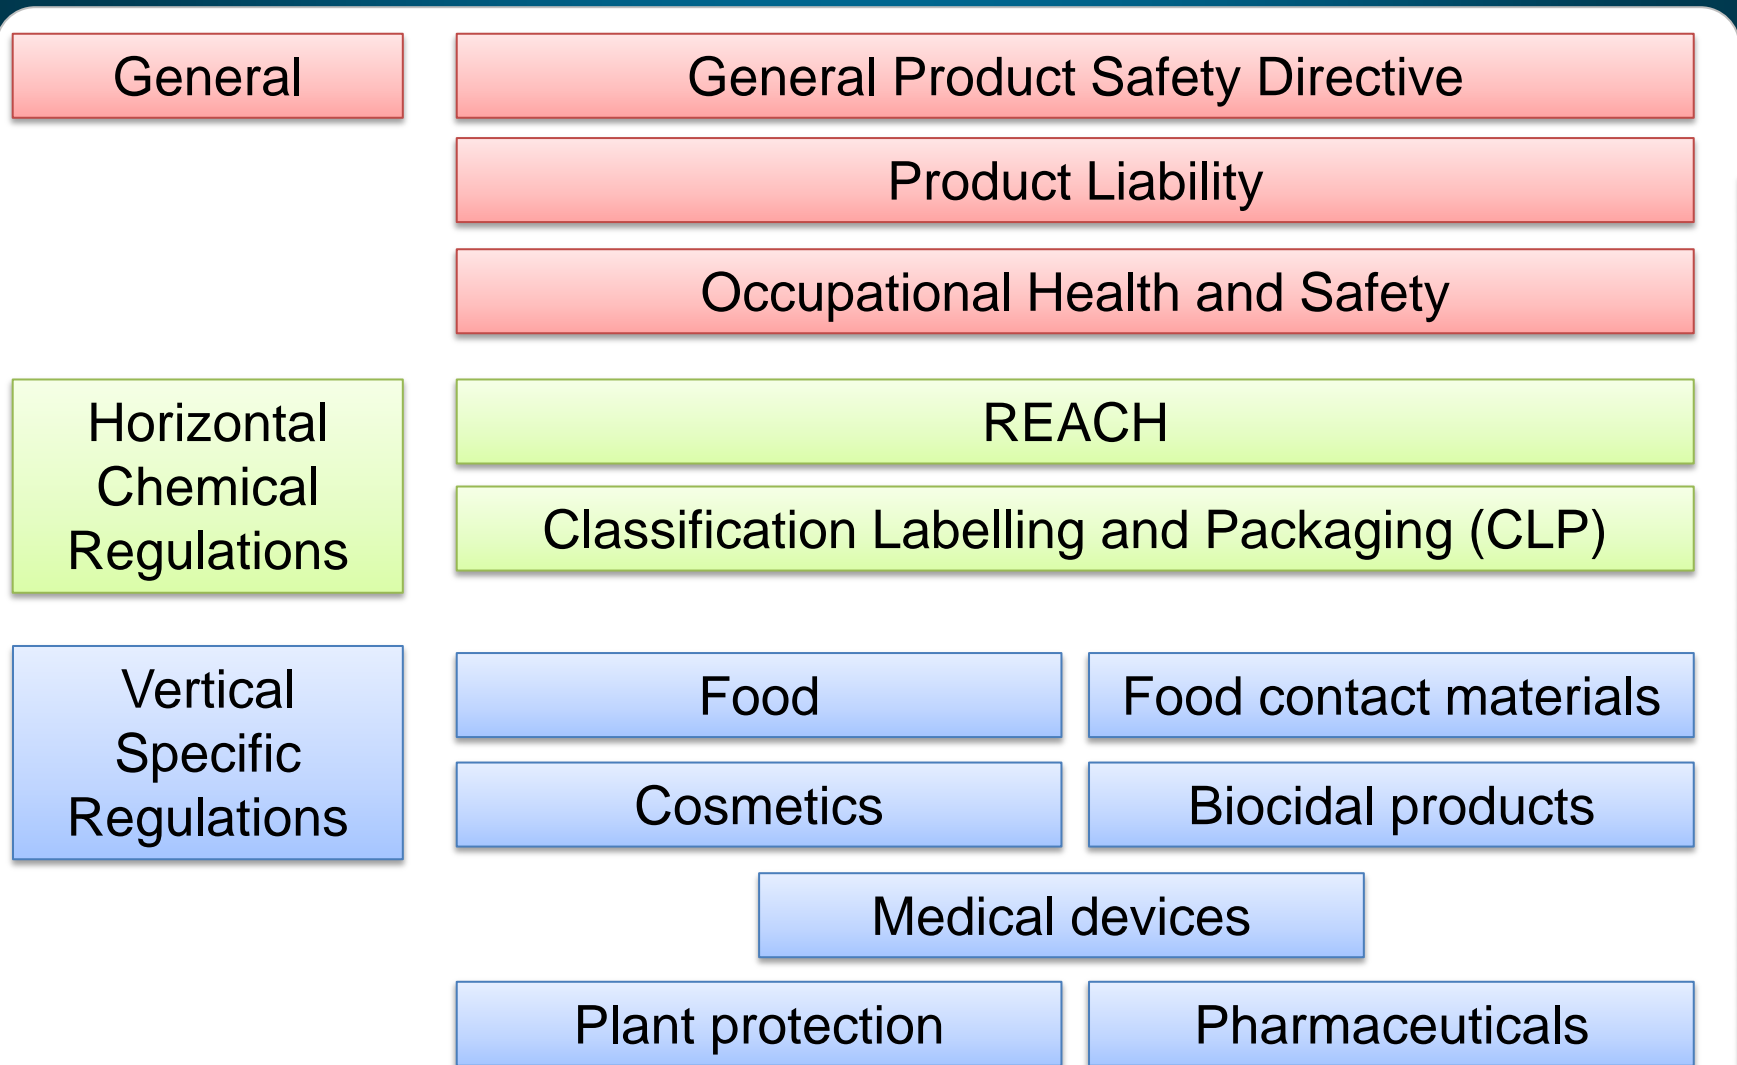 General
General Product Safety Directive
Product Liability
Occupational Health and Safety
Horizontal
Chemical
Regulations
REACH
Classification Labelling and Packaging (CLP)
Vertical
Specific
Regulations
Food
Food contact materials
Cosmetics
Biocidal products
Medical devices
Plant protection
Pharmaceuticals